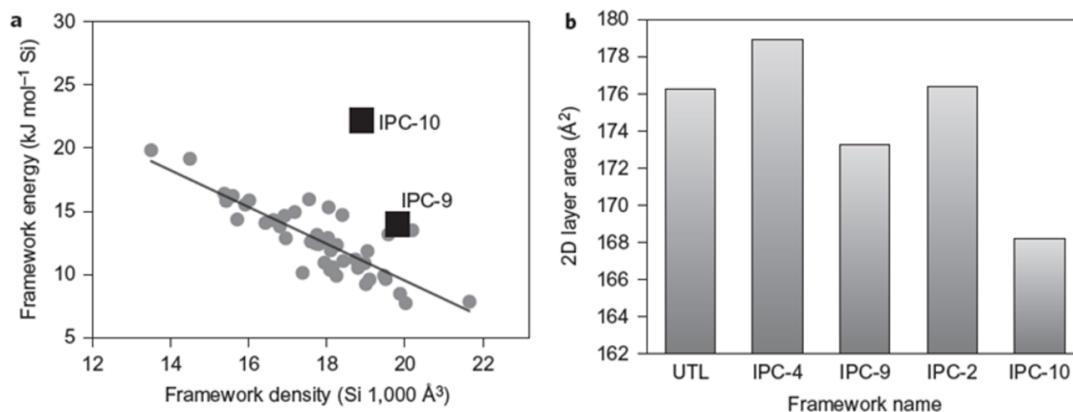 a
30
25
20
15
10
5
Framework energy (kJ mol⁻¹ Si)
IPC-10
IPC-9
12 14 16 18 20 22
Framework density (Si 1,000 Å³)
b
180
178
176
174
172
170
168
166
164
162
2D layer area (Å²)
UTL IPC-4 IPC-9 IPC-2 IPC-10
Framework name